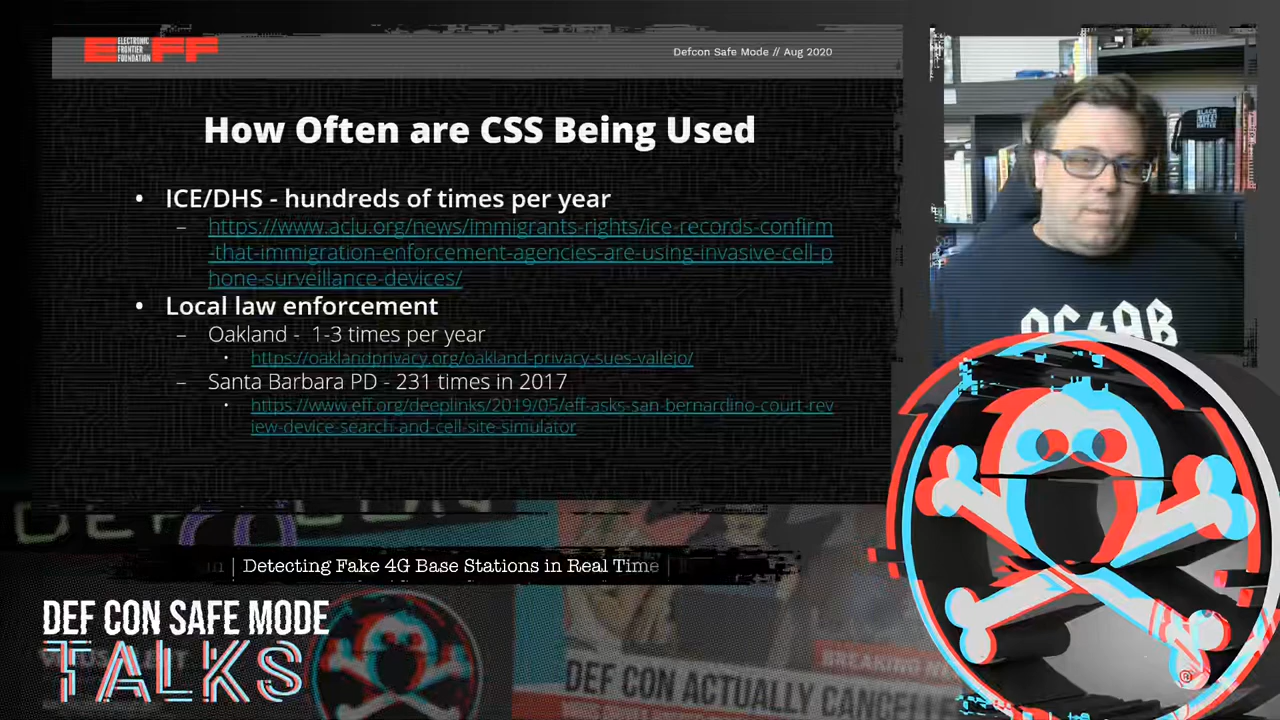 EFF ELECTRONIC FRONTIER FOUNDATION
Defcon Safe Mode // Aug 2020
How Often are CSS Being Used
• ICE/DHS - hundreds of times per year
– https://www.aclu.org/news/immigrants-rights/ice-records-confirm
-that-immigration-enforcement-agencies-are-using-invasive-cell-p
hone-surveillance-devices/
• Local law enforcement
– Oakland - 1-3 times per year
• https://oaklandprivacy.org/oakland-privacy-sues-vallejo/
– Santa Barbara PD - 231 times in 2017
• https://www.eff.org/deeplinks/2019/05/eff-asks-san-bernardino-court-rev
iew-device-search-and-cell-site-simulator
DEF CON
| Detecting Fake 4G Base Stations in Real Time |
DEF CON SAFE MODE
TALKS
DEF CON ACTUALLY CANCELLE
®